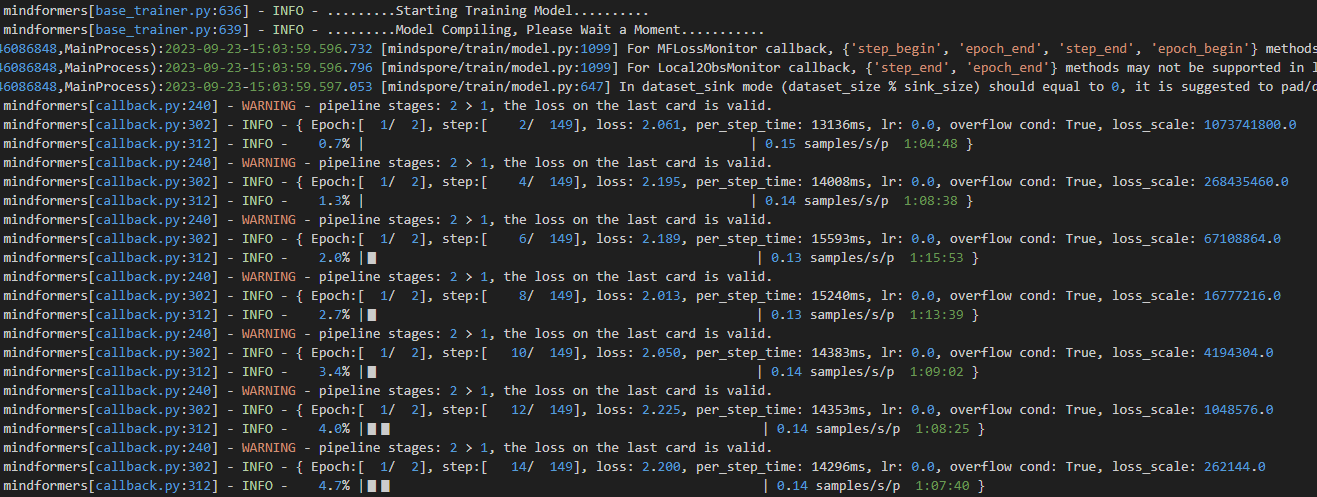 mindformers[base_trainer.py:636] - INFO - .........Starting Training Model..........
mindformers[base_trainer.py:639] - INFO - .........Model Compiling, Please Wait a Moment...........
46086848,MainProcess):2023-09-23-15:03:59.596.732 [mindspore/train/model.py:1099] For MFLossMonitor callback, {'step_begin', 'epoch_end', 'step_end', 'epoch_begin'} methods
46086848,MainProcess):2023-09-23-15:03:59.596.796 [mindspore/train/model.py:1099] For Local2ObsMonitor callback, {'step_end', 'epoch_end'} methods may not be supported in l
46086848,MainProcess):2023-09-23-15:03:59.597.053 [mindspore/train/model.py:647] In dataset_sink mode (dataset_size % sink_size) should equal to 0, it is suggested to pad/d
mindformers[callback.py:240] - WARNING - pipeline stages: 2 > 1, the loss on the last card is valid.
mindformers[callback.py:302] - INFO - { Epoch:[  1/  2], step:[    2/  149], loss: 2.061, per_step_time: 13136ms, lr: 0.0, overflow cond: True, loss_scale: 1073741800.0
mindformers[callback.py:312] - INFO -    0.7% |                                                  | 0.15 samples/s/p  1:04:48 }
mindformers[callback.py:240] - WARNING - pipeline stages: 2 > 1, the loss on the last card is valid.
mindformers[callback.py:302] - INFO - { Epoch:[  1/  2], step:[    4/  149], loss: 2.195, per_step_time: 14008ms, lr: 0.0, overflow cond: True, loss_scale: 268435460.0
mindformers[callback.py:312] - INFO -    1.3% |                                                  | 0.14 samples/s/p  1:08:38 }
mindformers[callback.py:240] - WARNING - pipeline stages: 2 > 1, the loss on the last card is valid.
mindformers[callback.py:302] - INFO - { Epoch:[  1/  2], step:[    6/  149], loss: 2.189, per_step_time: 15593ms, lr: 0.0, overflow cond: True, loss_scale: 67108864.0
mindformers[callback.py:312] - INFO -    2.0% |█                                                 | 0.13 samples/s/p  1:15:53 }
mindformers[callback.py:240] - WARNING - pipeline stages: 2 > 1, the loss on the last card is valid.
mindformers[callback.py:302] - INFO - { Epoch:[  1/  2], step:[    8/  149], loss: 2.013, per_step_time: 15240ms, lr: 0.0, overflow cond: True, loss_scale: 16777216.0
mindformers[callback.py:312] - INFO -    2.7% |█                                                 | 0.13 samples/s/p  1:13:39 }
mindformers[callback.py:240] - WARNING - pipeline stages: 2 > 1, the loss on the last card is valid.
mindformers[callback.py:302] - INFO - { Epoch:[  1/  2], step:[   10/  149], loss: 2.050, per_step_time: 14383ms, lr: 0.0, overflow cond: True, loss_scale: 4194304.0
mindformers[callback.py:312] - INFO -    3.4% |█                                                 | 0.14 samples/s/p  1:09:02 }
mindformers[callback.py:240] - WARNING - pipeline stages: 2 > 1, the loss on the last card is valid.
mindformers[callback.py:302] - INFO - { Epoch:[  1/  2], step:[   12/  149], loss: 2.225, per_step_time: 14353ms, lr: 0.0, overflow cond: True, loss_scale: 1048576.0
mindformers[callback.py:312] - INFO -    4.0% |██                                                | 0.14 samples/s/p  1:08:25 }
mindformers[callback.py:240] - WARNING - pipeline stages: 2 > 1, the loss on the last card is valid.
mindformers[callback.py:302] - INFO - { Epoch:[  1/  2], step:[   14/  149], loss: 2.200, per_step_time: 14296ms, lr: 0.0, overflow cond: True, loss_scale: 262144.0
mindformers[callback.py:312] - INFO -    4.7% |██                                                | 0.14 samples/s/p  1:07:40 }